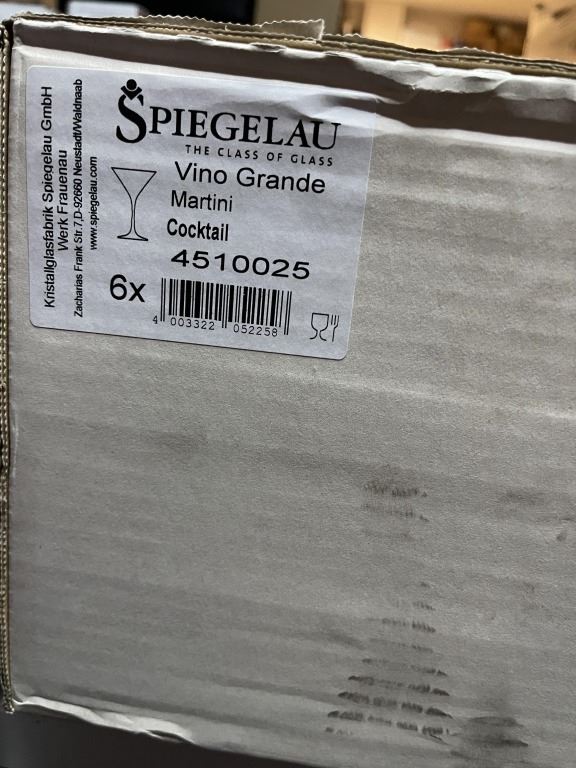 SPIEGELAU
THE CLASS OF GLASS
Vino Grande
Martini
Cocktail
4510025
6x
4 003322 052258
Kristallglasfabrik Spiegelau GmbH
Werk Frauenau
Zacharias Frank Str.7,D-92660 Neustadt/Waldnaab
www.spiegelau.com